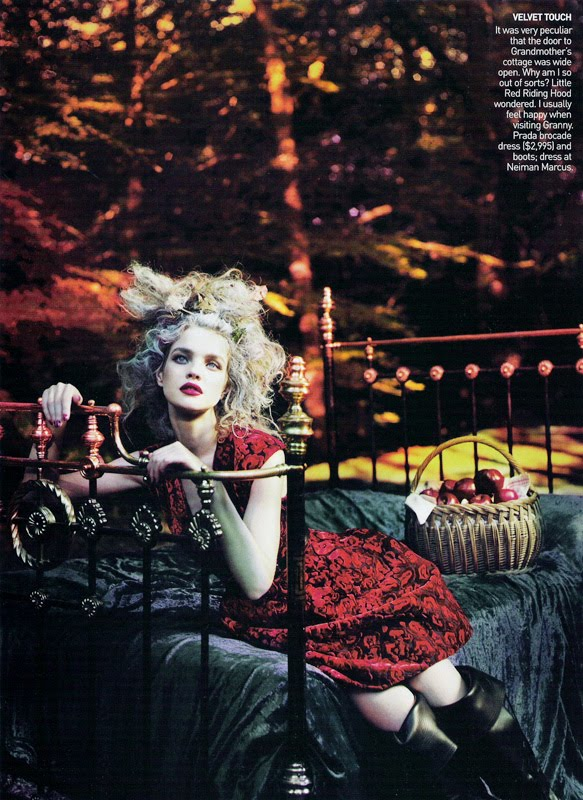 VELVET TOUCH
It was very peculiar
that the door to
Grandmother's
cottage was wide
open. Why am I so
out of sorts? Little
Red Riding Hood
wondered. I usually
feel happy when
visiting Granny.
Prada brocade
dress ($2,995) and
boots; dress at
Neiman Marcus.